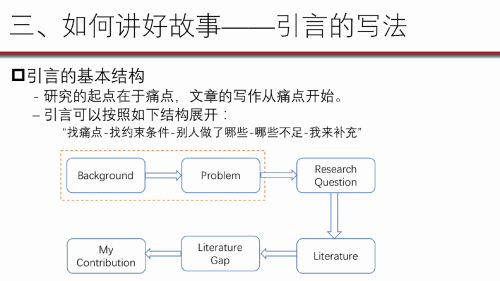 三、如何讲好故事——引言的写法
引言的基本结构
- 研究的起点在于痛点，文章的写作从痛点开始。
– 引言可以按照如下结构展开：
“找痛点-找约束条件-别人做了哪些-哪些不足-我来补充”
Background
Problem
Research
Question
My
Contribution
Literature
Gap
Literature